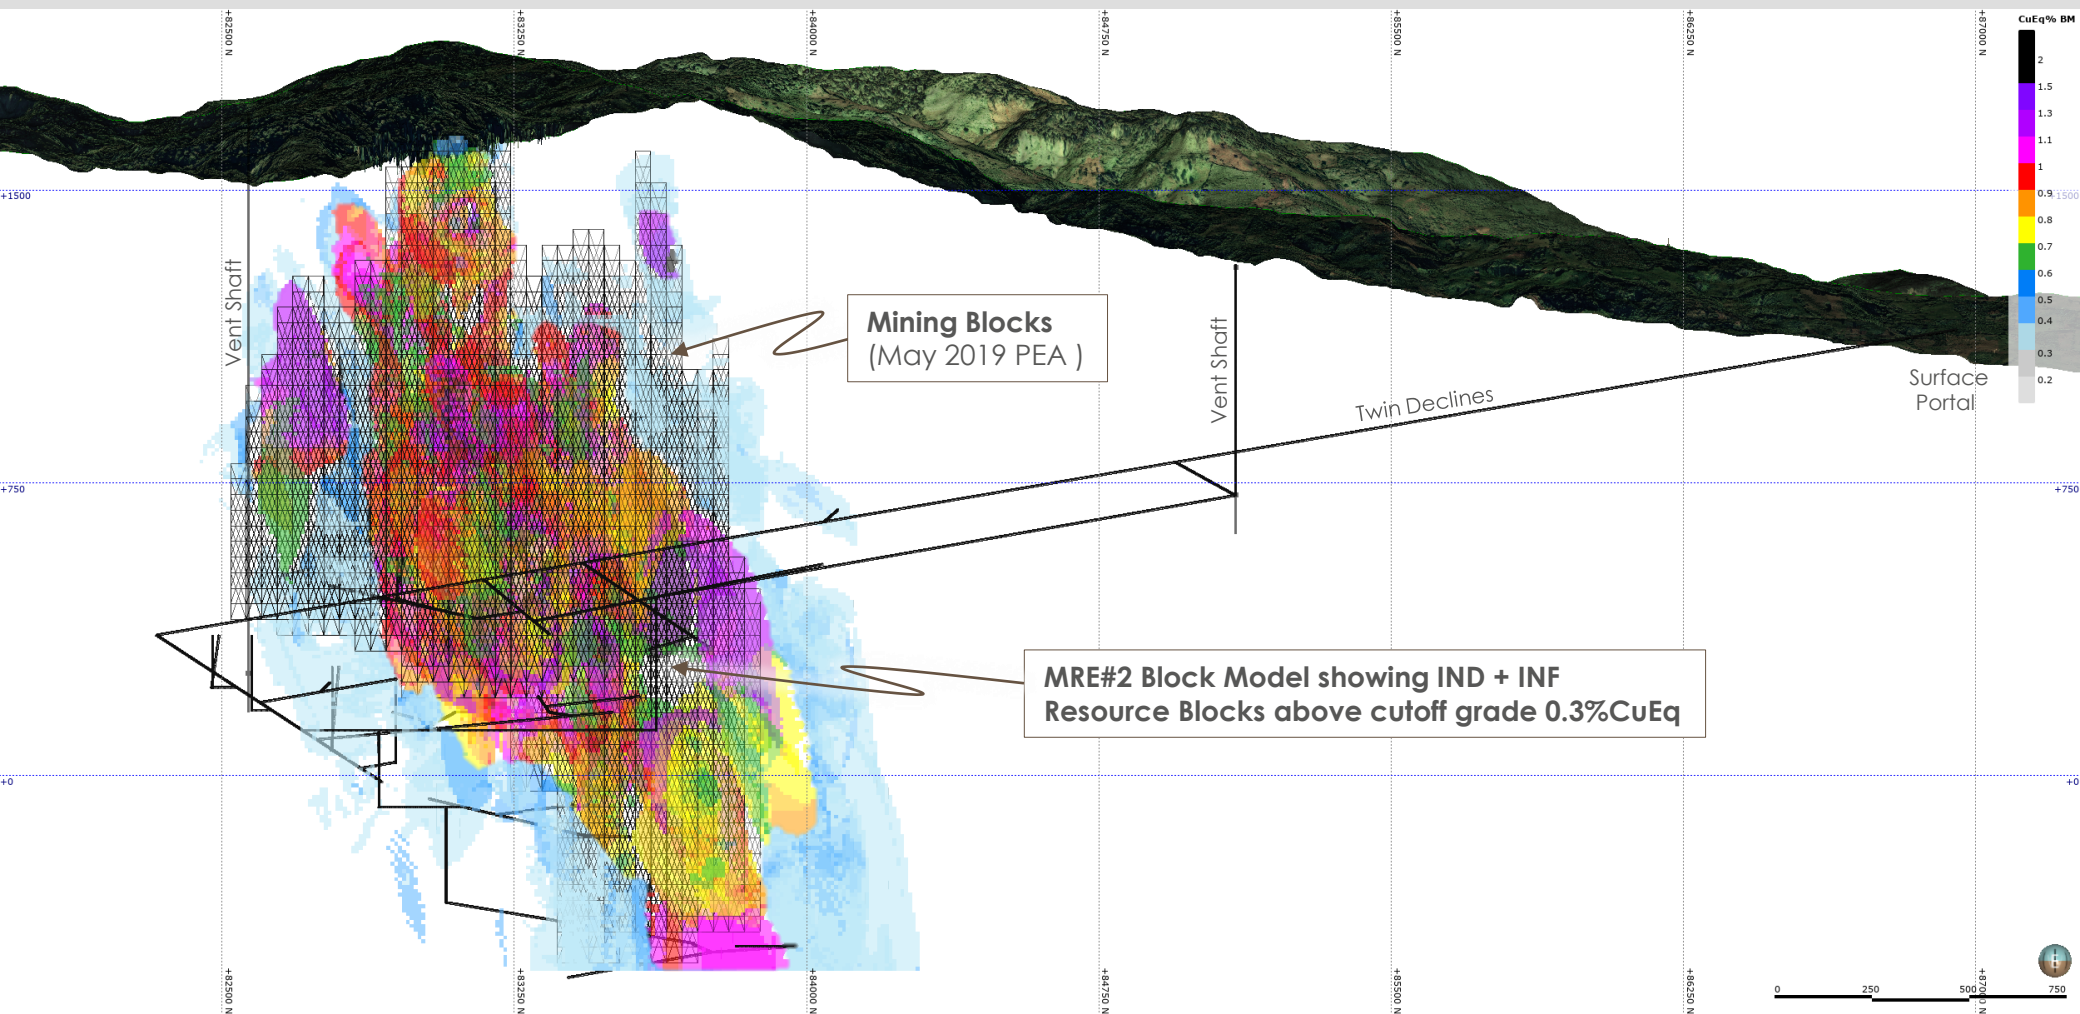 +82500 N
+83250 N
+84000 N
+84750 N
+85500 N
+86250 N
+87000 N
CuEq% BM
2
1.5
1.3
1.1
1
0.9
0.8
0.7
0.6
0.5
0.4
0.3
0.2
+1500
+1500
Vent Shaft
Mining Blocks
(May 2019 PEA )
Vent Shaft
Twin Declines
Surface
Portal
+750
+750
MRE#2 Block Model showing IND + INF
Resource Blocks above cutoff grade 0.3%CuEq
+0
+0
+82500 N
+83250 N
+84000 N
+84750 N
+85500 N
+86250 N
+87000 N
0
250
500
750